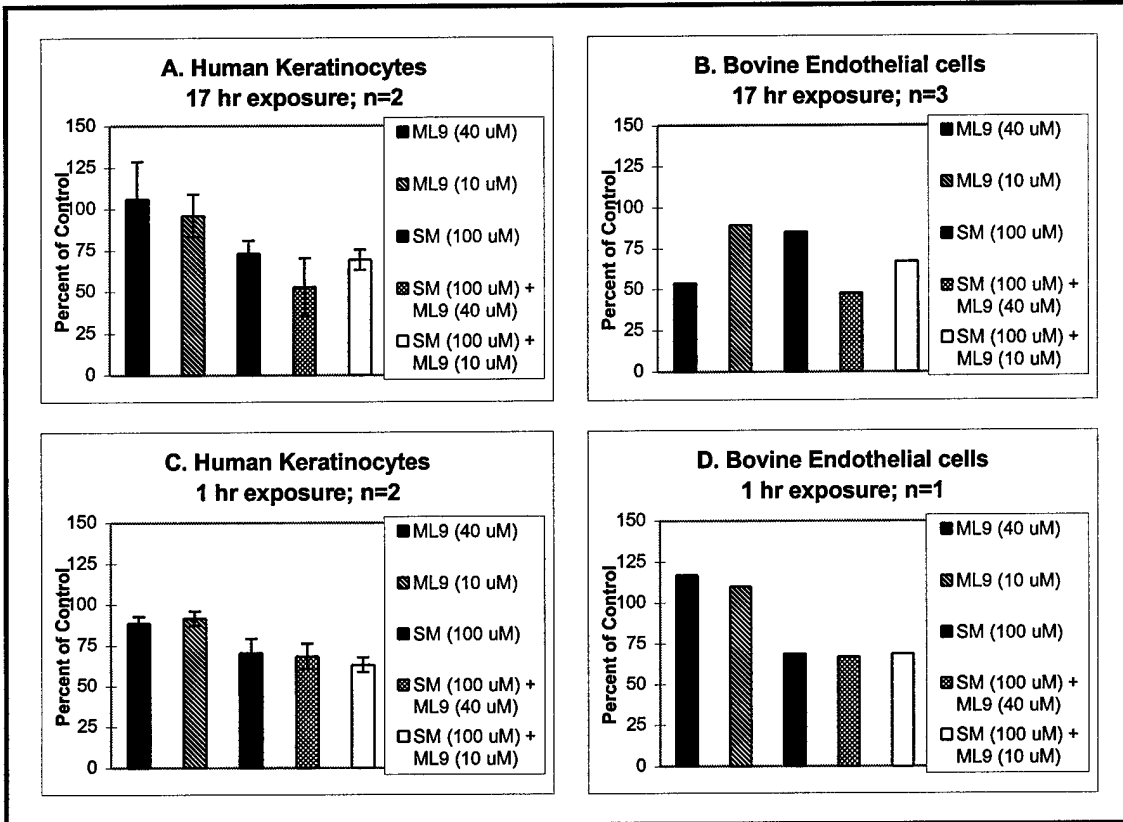 A. Human Keratinocytes
17 hr exposure; n=2
Percent of Control
150
125
100
75
50
25
0
ML9 (40 uM)
ML9 (10 uM)
SM (100 uM)
SM (100 uM) +
ML9 (40 uM)
SM (100 uM) +
ML9 (10 uM)
B. Bovine Endothelial cells
17 hr exposure; n=3
Percent of Control
150
125
100
75
50
25
0
ML9 (40 uM)
ML9 (10 uM)
SM (100 uM)
SM (100 uM) +
ML9 (40 uM)
SM (100 uM) +
ML9 (10 uM)
C. Human Keratinocytes
1 hr exposure; n=2
Percent of Control
150
125
100
75
50
25
0
ML9 (40 uM)
ML9 (10 uM)
SM (100 uM)
SM (100 uM) +
ML9 (40 uM)
SM (100 uM) +
ML9 (10 uM)
D. Bovine Endothelial cells
1 hr exposure; n=1
Percent of Control
150
125
100
75
50
25
0
ML9 (40 uM)
ML9 (10 uM)
SM (100 uM)
SM (100 uM) +
ML9 (40 uM)
SM (100 uM) +
ML9 (10 uM)